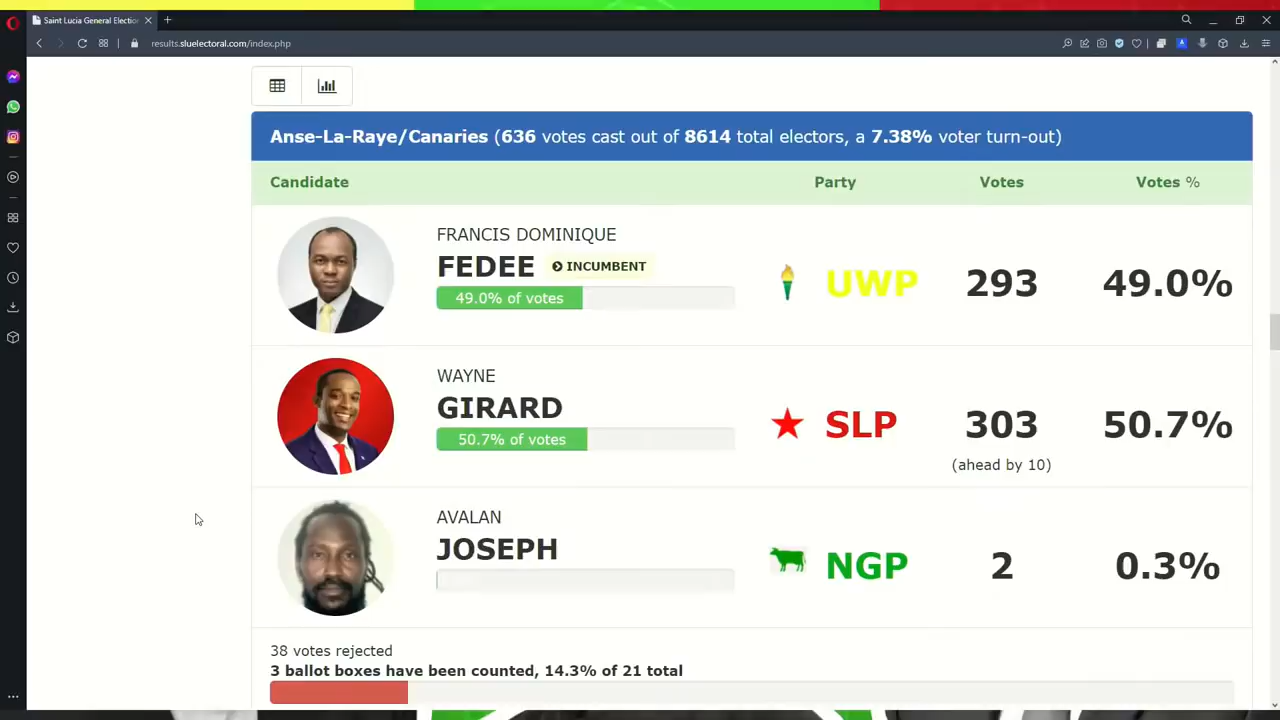 Saint Lucia General Election
results.sluelectoral.com/index.php
Anse-La-Raye/Canaries (636 votes cast out of 8614 total electors, a 7.38% voter turn-out)
Candidate Party Votes Votes %
FRANCIS DOMINIQUE
FEDEE INCUMBENT
49.0% of votes
UWP 293 49.0%
WAYNE
GIRARD
50.7% of votes
SLP 303 50.7%
(ahead by 10)
AVALAN
JOSEPH
NGP 2 0.3%
38 votes rejected
3 ballot boxes have been counted, 14.3% of 21 total